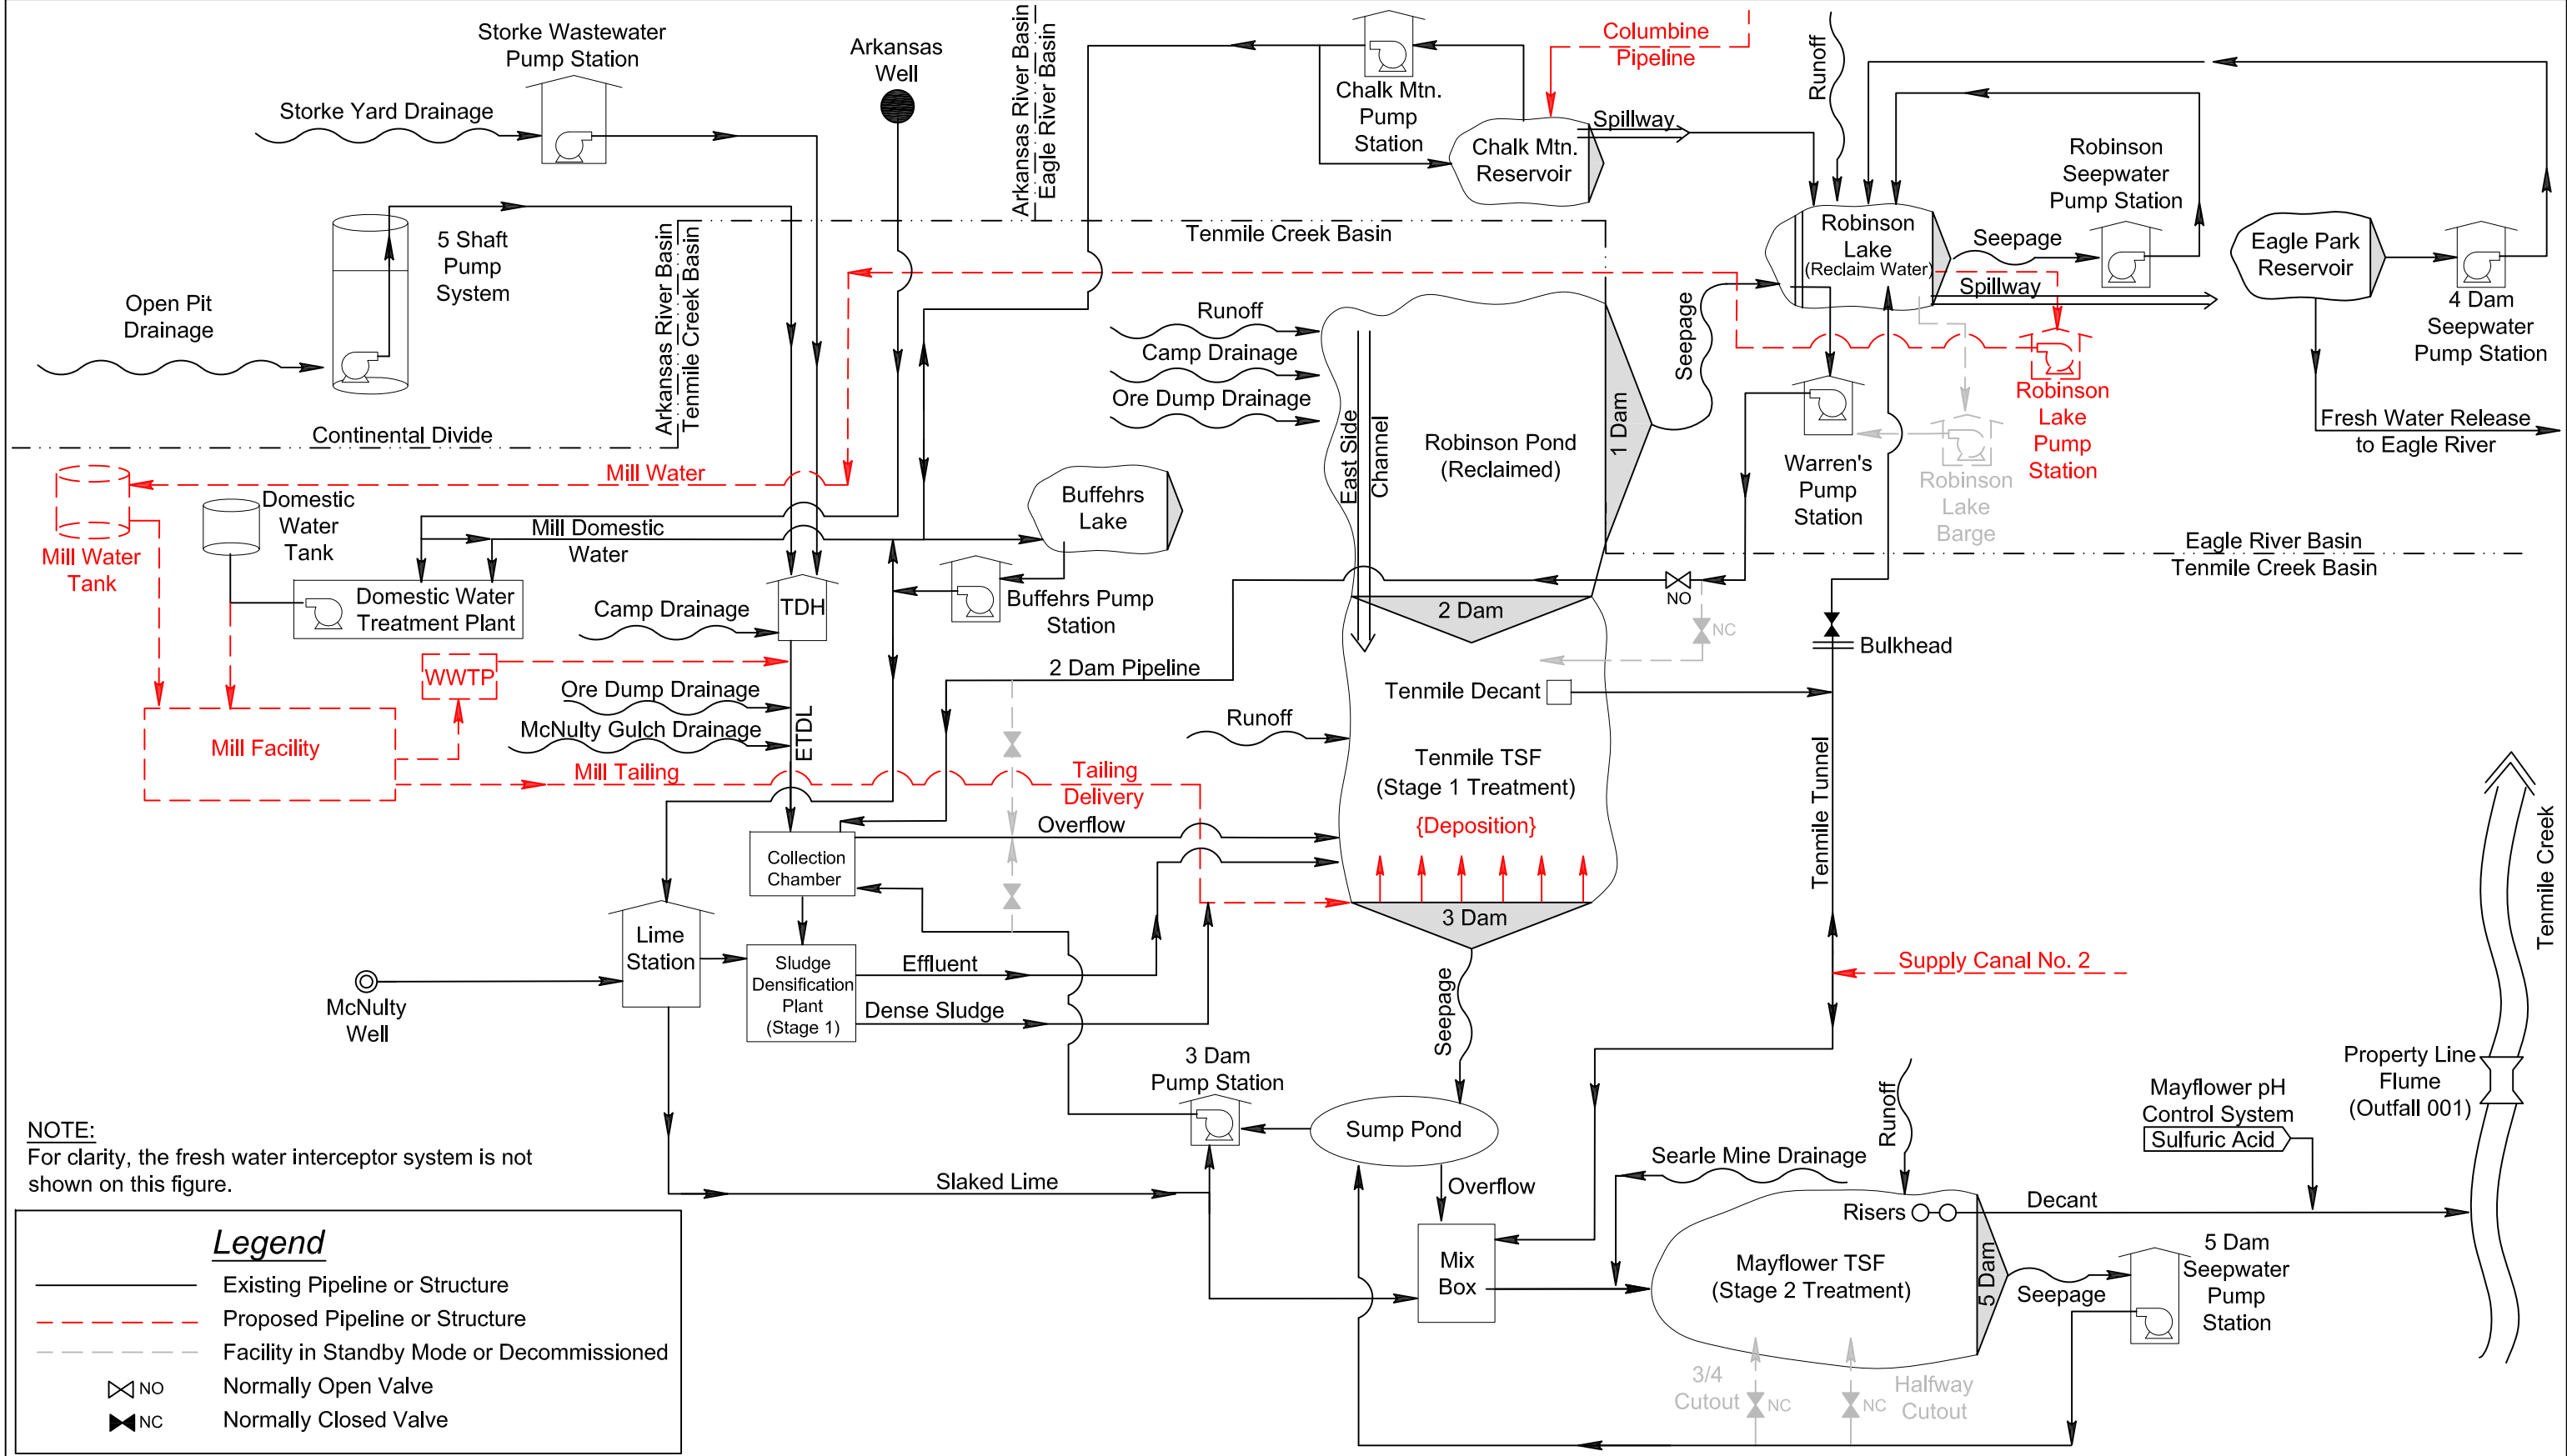 Storke Wastewater
Pump Station
Arkansas
Well
Storke Yard Drainage
Arkansas River Basin
Eagle River Basin
Chalk Mtn.
Pump
Station
Columbine
Pipeline
Chalk Mtn.
Reservoir
Spillway
Runoff
Robinson
Seepwater
Pump Station
Robinson
Lake
(Reclaim Water)
Seepage
Spillway
Eagle Park
Reservoir
4 Dam
Seepwater
Pump Station
Fresh Water Release
to Eagle River
5 Shaft
Pump
System
Open Pit
Drainage
Arkansas River Basin
Tenmile Creek Basin
Tenmile Creek Basin
Continental Divide
Runoff
Camp Drainage
Ore Dump Drainage
East Side
Channel
Robinson Pond
(Reclaimed)
1 Dam
Seepage
Warren's
Pump
Station
Robinson
Lake
Barge
Robinson
Lake
Pump
Station
Mill Water
Mill Water
Tank
Domestic
Water
Tank
Mill Domestic
Water
Buffehrs
Lake
Domestic Water
Treatment Plant
Camp Drainage
TDH
Buffehrs Pump
Station
2 Dam
NO
NC
Eagle River Basin
Tenmile Creek Basin
Bulkhead
WWTP
2 Dam Pipeline
Ore Dump Drainage
McNulty Gulch Drainage
ETDL
Mill Facility
Mill Tailing
Tailing
Delivery
Runoff
Tenmile Decant
Tenmile TSF
(Stage 1 Treatment)
{Deposition}
3 Dam
Tenmile Tunnel
Tenmile Creek
Overflow
Collection
Chamber
Lime
Station
Sludge
Densification
Plant
(Stage 1)
Effluent
Dense Sludge
McNulty
Well
Seepage
Supply Canal No. 2
3 Dam
Pump Station
Sump Pond
Property Line
Flume
(Outfall 001)
Mayflower pH
Control System
Sulfuric Acid
Runoff
Searle Mine Drainage
Slaked Lime
Overflow
Mix
Box
Risers
Decant
Mayflower TSF
(Stage 2 Treatment)
5 Dam
Seepage
5 Dam
Seepwater
Pump
Station
3/4
Cutout
NC
NC
Halfway
Cutout
NOTE:
For clarity, the fresh water interceptor system is not
shown on this figure.
Legend
Existing Pipeline or Structure
Proposed Pipeline or Structure
Facility in Standby Mode or Decommissioned
NO Normally Open Valve
NC Normally Closed Valve